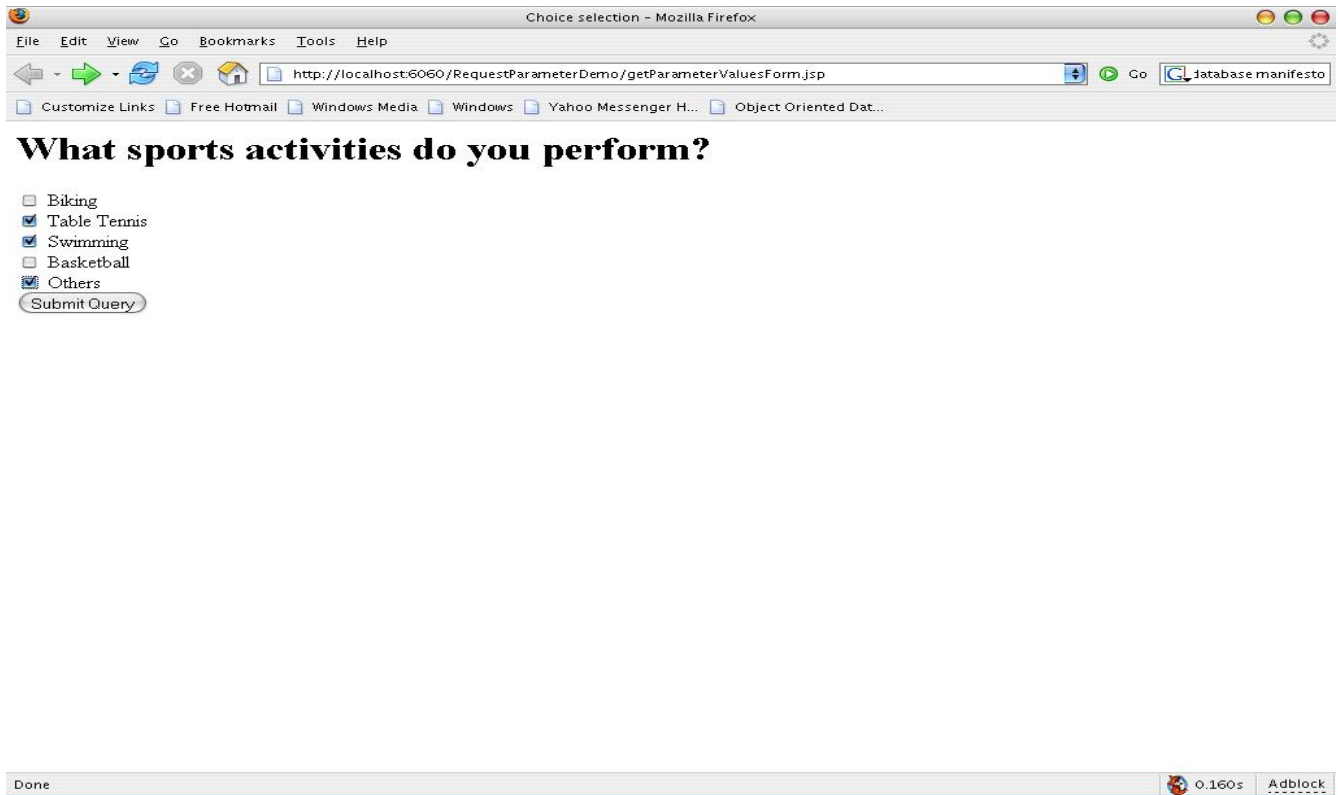 Choice selection - Mozilla Firefox
File Edit View Go Bookmarks Tools Help
http://localhost:6060/RequestParameterDemo/getParameterValuesForm.jsp Go database manifesto
Customize Links Free Hotmail Windows Media Windows Yahoo Messenger H... Object Oriented Dat...
What sports activities do you perform?
Biking
Table Tennis
Swimming
Basketball
Others
Submit Query
Done 0.160s Adblock